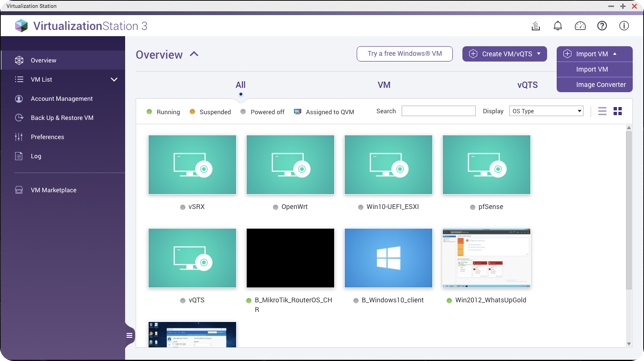 Virtualization Station
VirtualizationStation 3
Overview
VM List
Account Management
Back Up & Restore VM
Preferences
Log
VM Marketplace
Overview
Try a free Windows® VM
Create VM/vQTS
Import VM
Import VM
Image Converter
All
VM
vQTS
Running
Suspended
Powered off
Assigned to QVM
Search
Display
OS Type
vSRX
OpenWrt
Win10-UEFI_ESXI
pfSense
vQTS
B_MikroTik_RouterOS_CH
R
B_Windows10_client
Win2012_WhatsUpGold